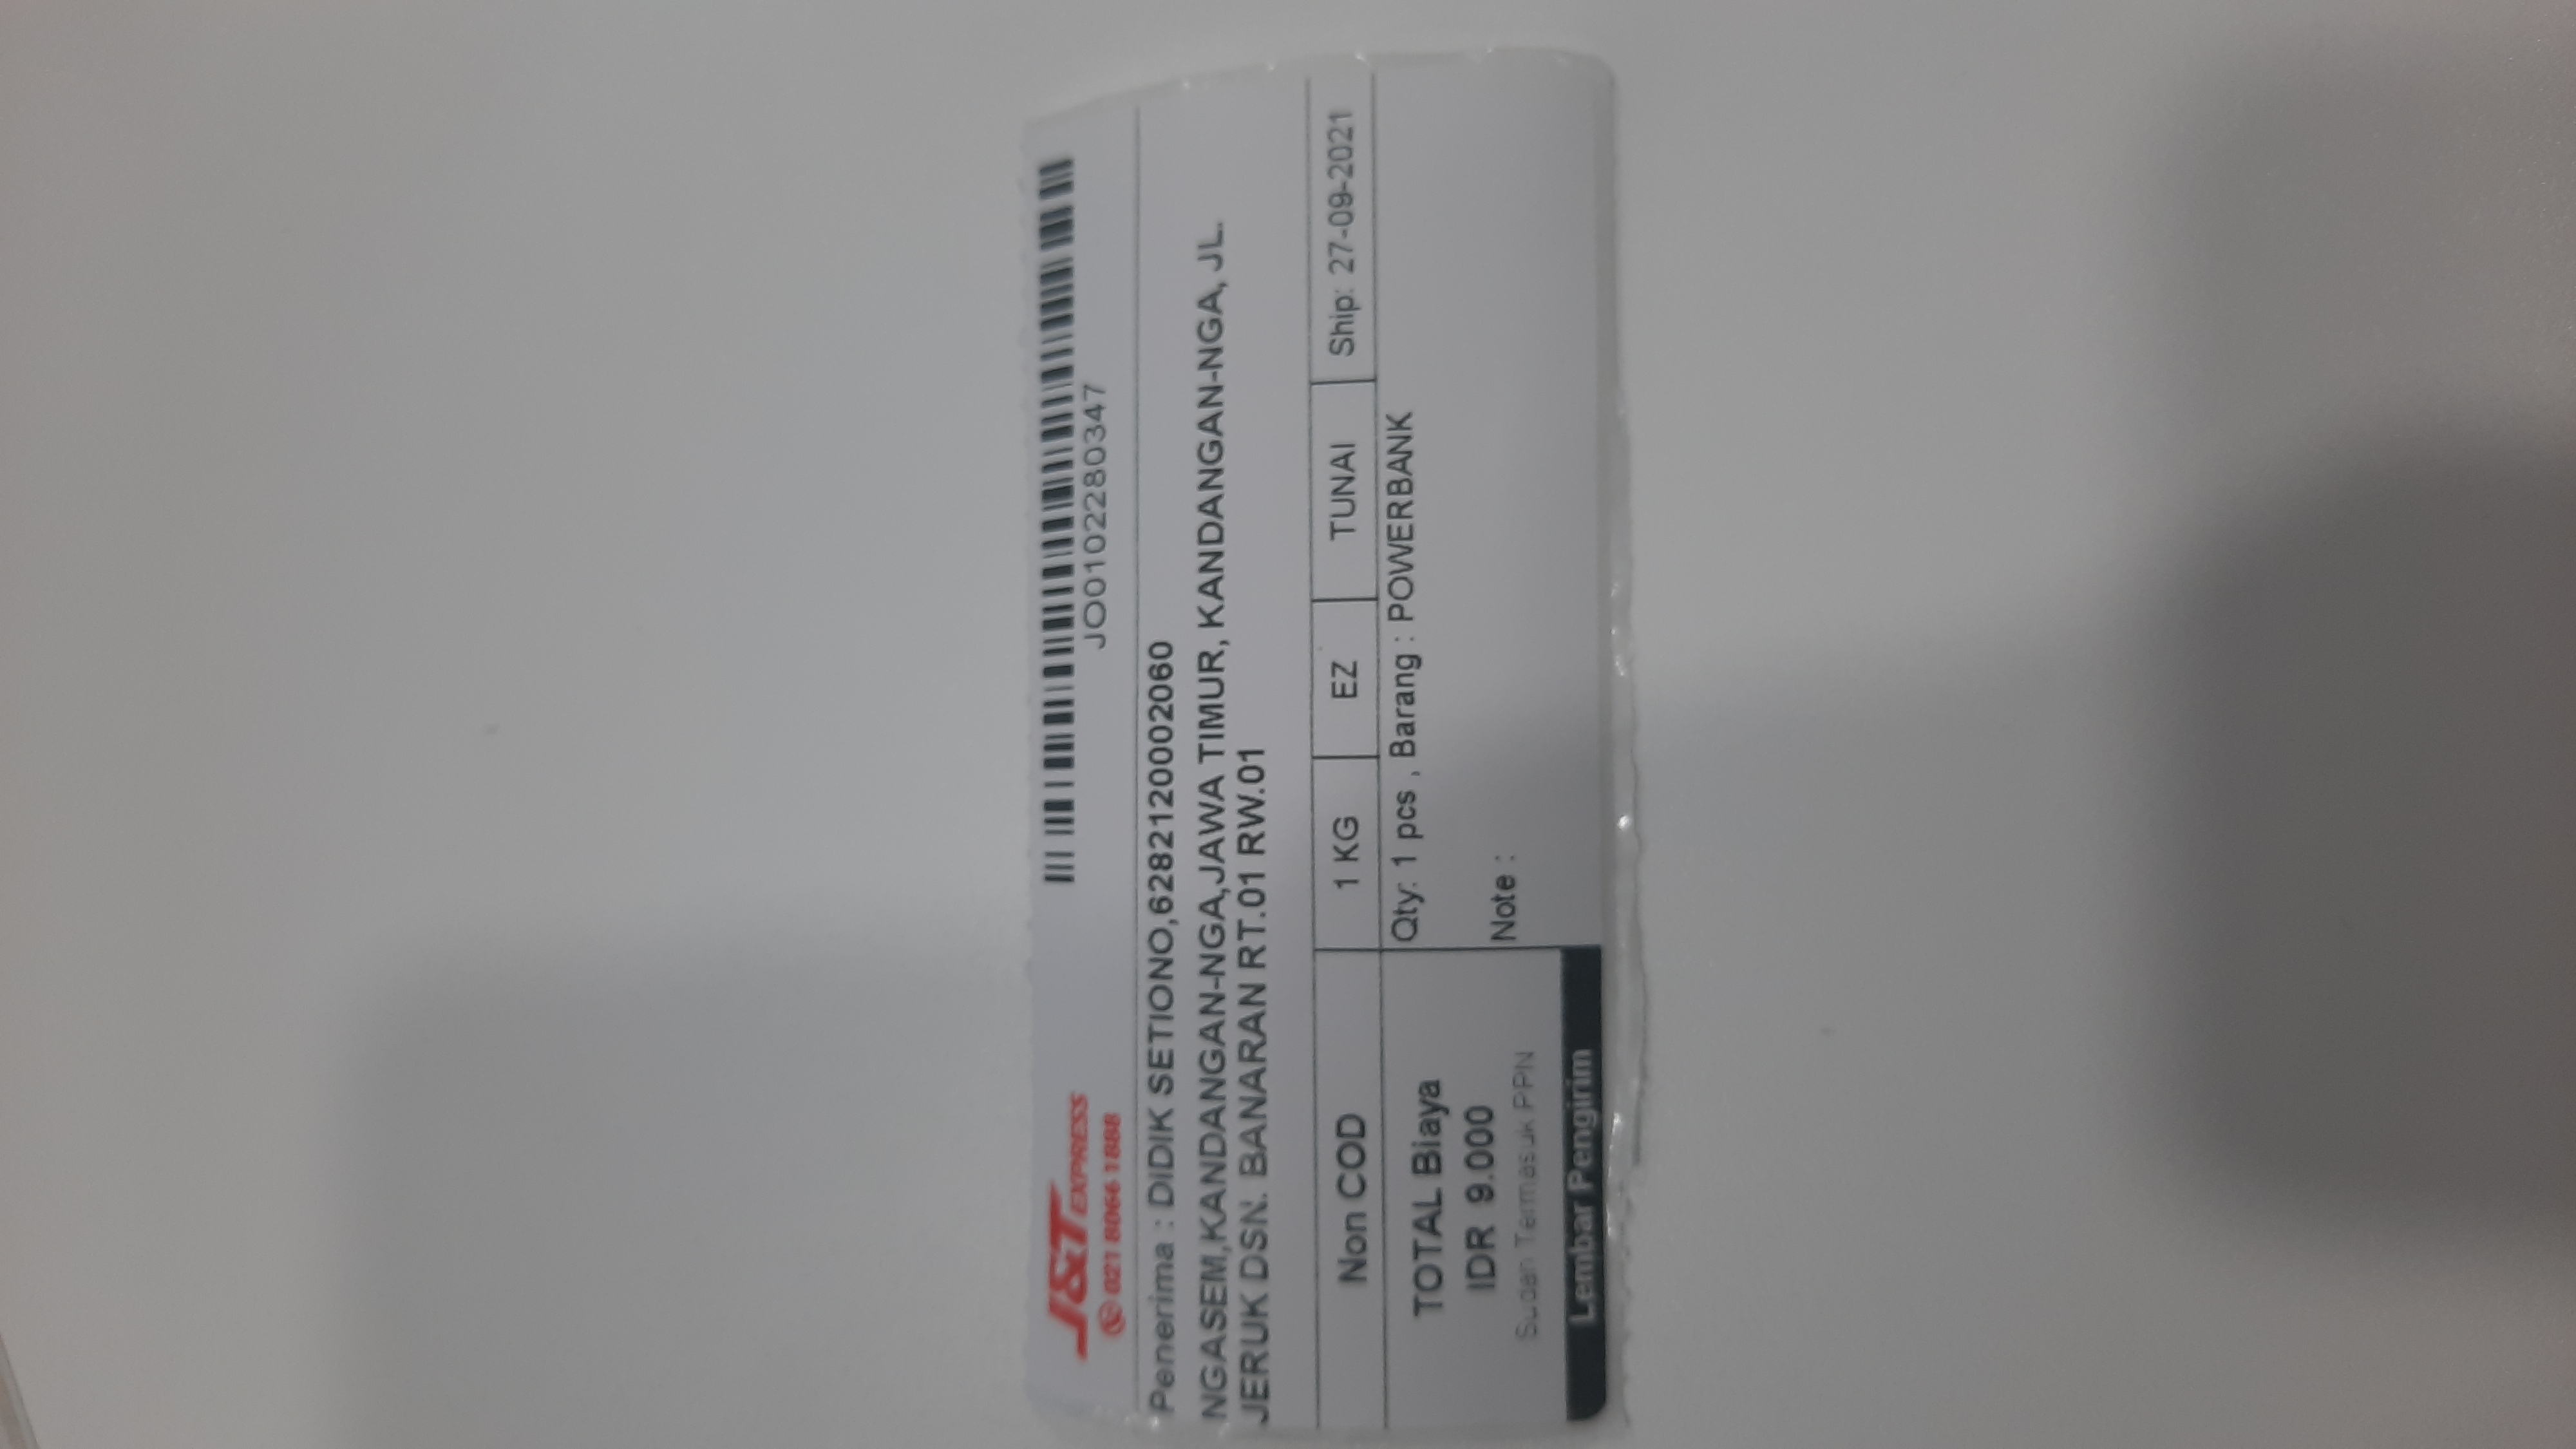 J&T EXPRESS
021 8066 1888
JO0102280347
Penerima : DIDIK SETIONO,6282120002060
NGASEM,KANDANGAN-NGA,JAWA TIMUR, KANDANGAN-NGA, JL.
JERUK DSN. BANARAN RT.01 RW.01
Non COD
1 KG
EZ
TUNAI
Ship: 27-09-2021
TOTAL Biaya
IDR 9.000
Sudah Termasuk PPN
Lembar Pengirim
Qty: 1 pcs , Barang : POWERBANK
Note :